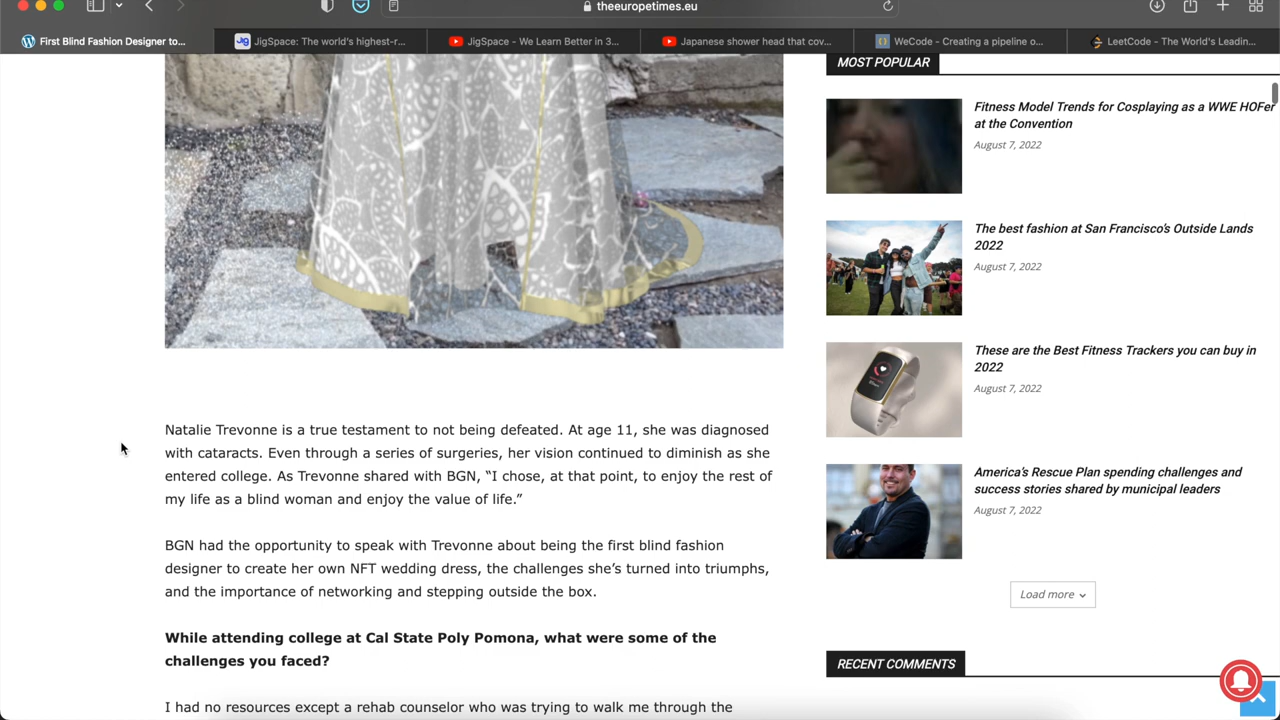 theeuropetimes.eu
First Blind Fashion Designer to...
JigSpace: The world's highest-r...
JigSpace - We Learn Better in 3...
Japanese shower head that cov...
WeCode - Creating a pipeline o...
LeetCode - The World's Leadin...
Natalie Trevonne is a true testament to not being defeated. At age 11, she was diagnosed
with cataracts. Even through a series of surgeries, her vision continued to diminish as she
entered college. As Trevonne shared with BGN, “I chose, at that point, to enjoy the rest of
my life as a blind woman and enjoy the value of life.”
BGN had the opportunity to speak with Trevonne about being the first blind fashion
designer to create her own NFT wedding dress, the challenges she’s turned into triumphs,
and the importance of networking and stepping outside the box.
While attending college at Cal State Poly Pomona, what were some of the
challenges you faced?
I had no resources except a rehab counselor who was trying to walk me through the
MOST POPULAR
Fitness Model Trends for Cosplaying as a WWE HOFer
at the Convention
August 7, 2022
The best fashion at San Francisco’s Outside Lands
2022
August 7, 2022
These are the Best Fitness Trackers you can buy in
2022
August 7, 2022
America’s Rescue Plan spending challenges and
success stories shared by municipal leaders
August 7, 2022
Load more
RECENT COMMENTS